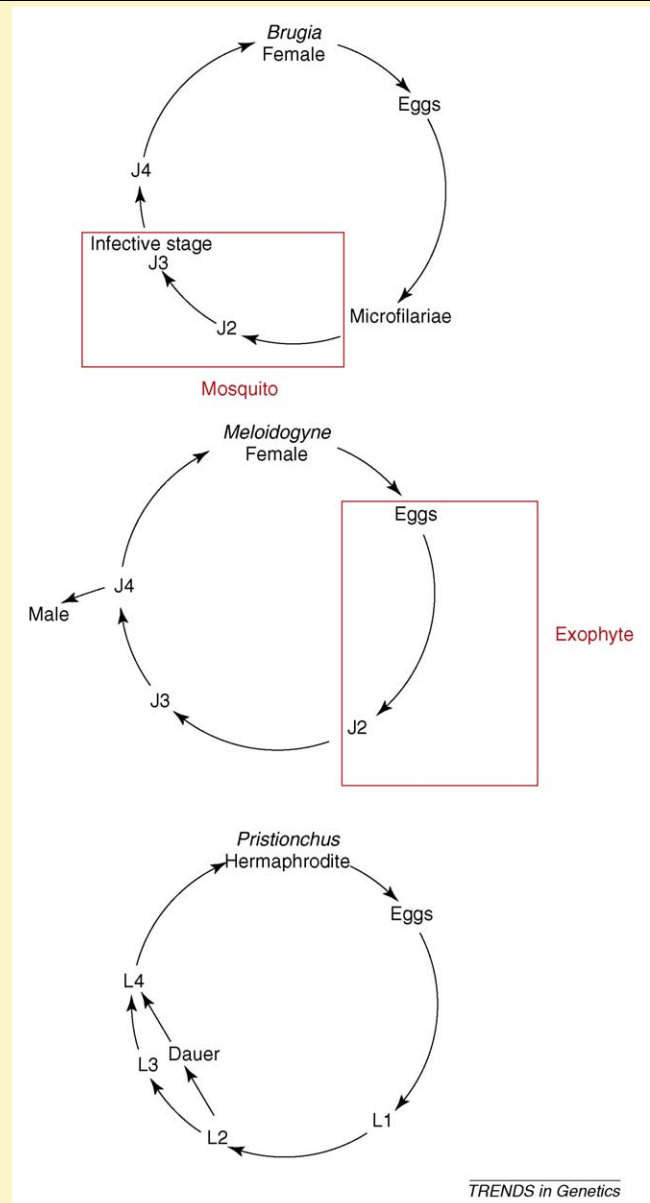 Brugia
Female
Eggs
J4
Infective stage
J3
Microfilariae
J2
Mosquito
Meloidogyne
Female
Eggs
J4
Male
Exophyte
J3
J2
Pristionchus
Hermaphrodite
Eggs
L4
Dauer
L3
L1
L2
TRENDS in Genetics